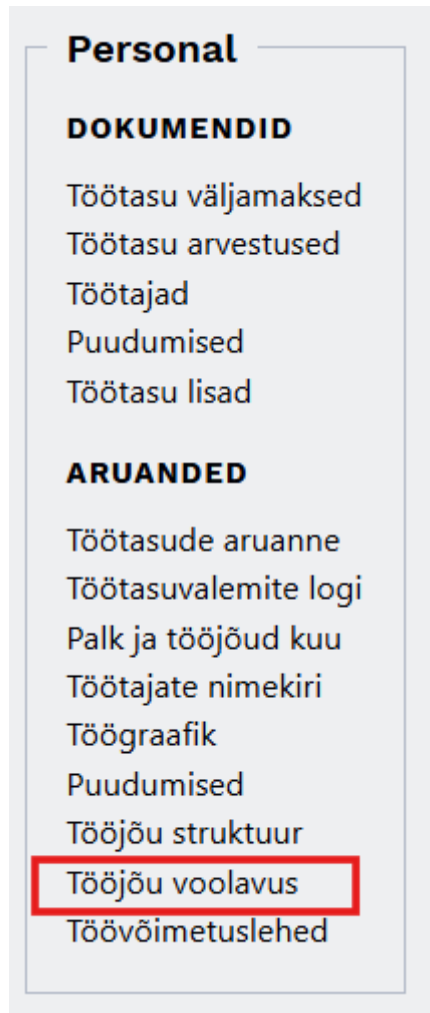 Personal
DOKUMENDID
Töötasu väljamaksed
Töötasu arvestused
Töötajad
Puudumised
Töötasu lisad
ARUANDED
Töötasude aruanne
Töötasuvalemite logi
Palk ja tööjõud kuu
Töötajate nimekiri
Töögraafik
Puudumised
Tööjõu struktuur
Tööjõu voolavus
Töövõimetuslehed